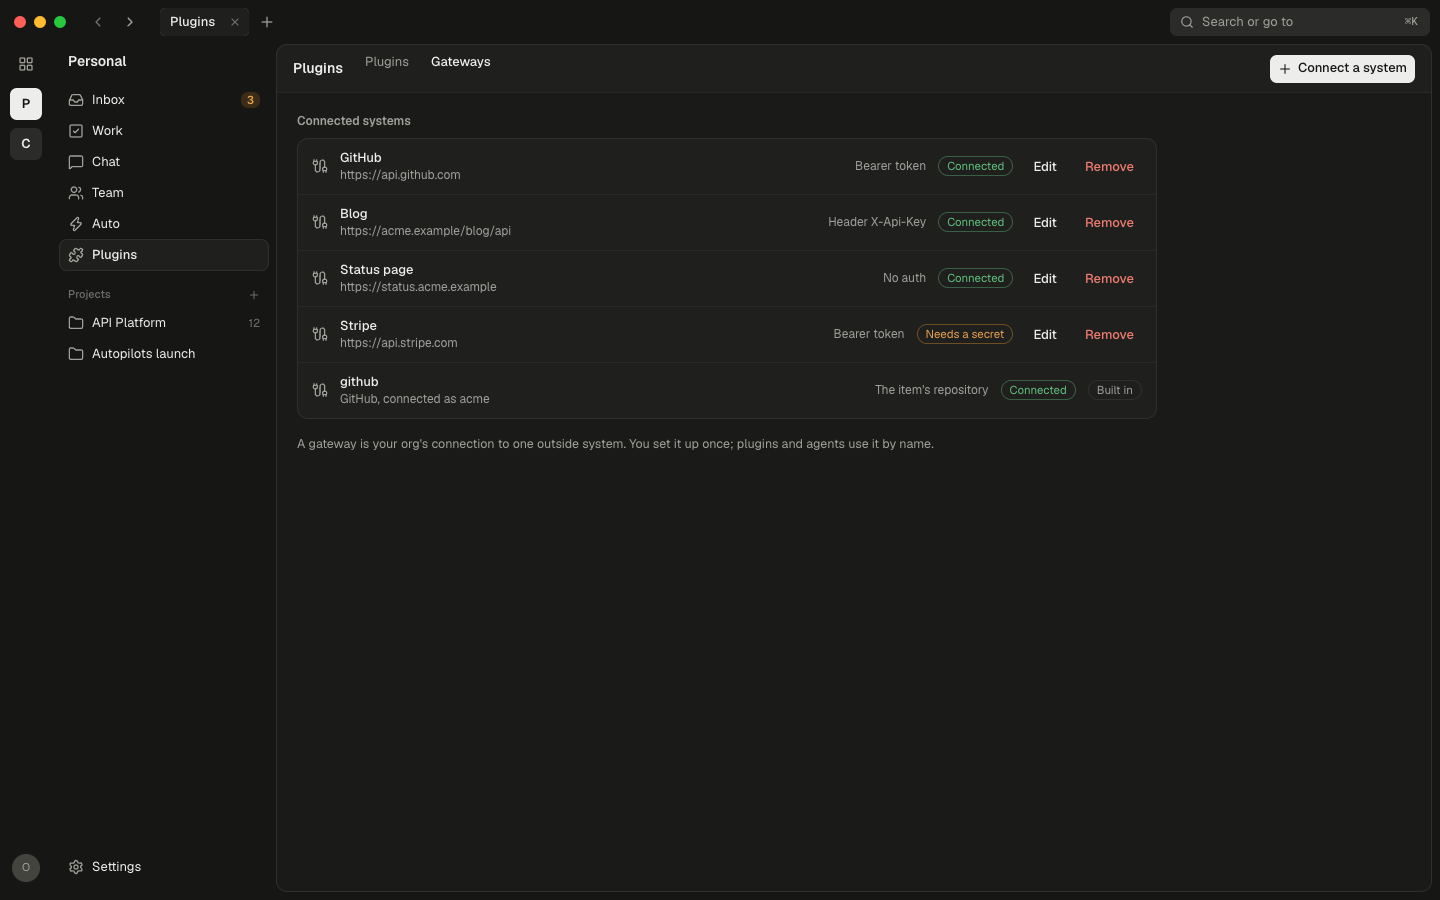 Plugins
Search or go to
⌘K
Personal
P
C
Inbox
3
Work
Chat
Team
Auto
Plugins
Projects
API Platform
12
Autopilots launch
Settings
O
Plugins
Plugins
Gateways
Connect a system
Connected systems
GitHub
https://api.github.com
Bearer token
Connected
Edit
Remove
Blog
https://acme.example/blog/api
Header X-Api-Key
Connected
Edit
Remove
Status page
https://status.acme.example
No auth
Connected
Edit
Remove
Stripe
https://api.stripe.com
Bearer token
Needs a secret
Edit
Remove
github
GitHub, connected as acme
The item's repository
Connected
Built in
A gateway is your org's connection to one outside system. You set it up once; plugins and agents use it by name.